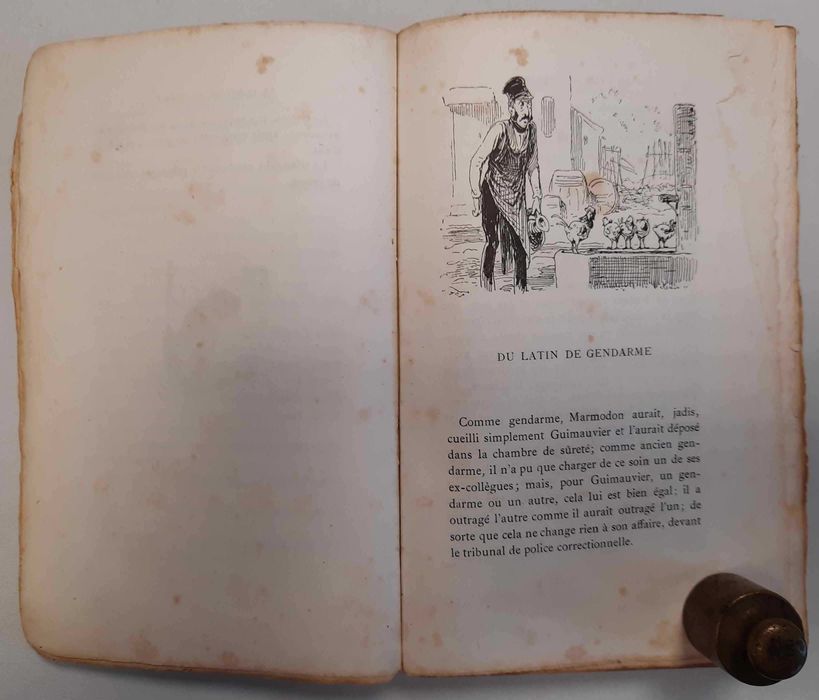 DU LATIN DE GENDARME
Comme gendarme, Marmodon aurait, jadis,
cueilli simplement Guimauvier et l'aurait déposé
dans la chambre de sûreté; comme ancien gen-
darme, il n'a pu que charger de ce soin un de ses
ex-collègues; mais, pour Guimauvier, un gen-
darme ou un autre, cela lui est bien égal; il a
outragé l'autre comme il aurait outragé l'un; de
sorte que cela ne change rien à son affaire, devant
le tribunal de police correctionnelle.